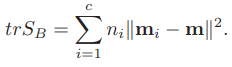 trS_B = \sum_{i=1}^{c} n_i \|\mathbf{m}_i - \mathbf{m}\|^2.